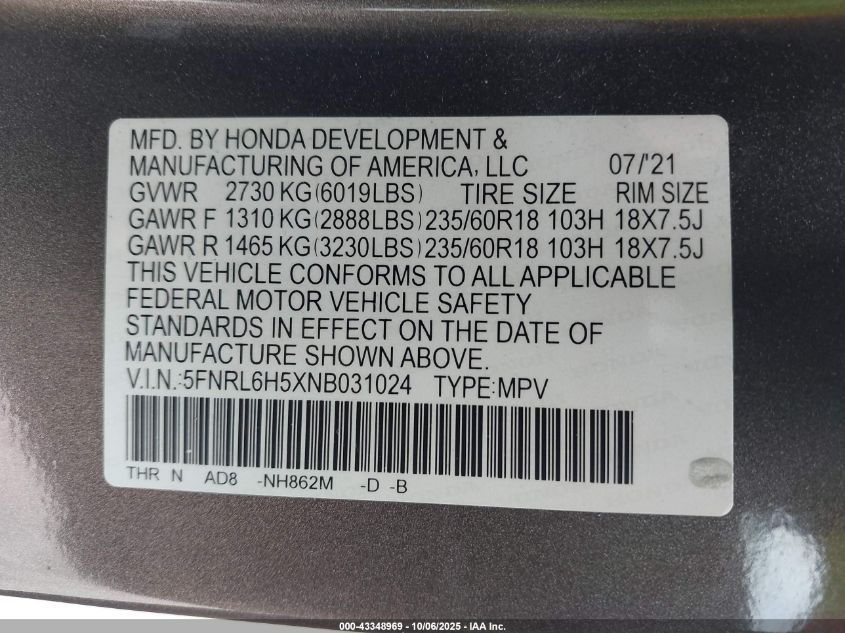 MFD. BY HONDA DEVELOPMENT &
MANUFACTURING OF AMERICA, LLC 07/'21
GVWR 2730 KG(6019LBS) TIRE SIZE RIM SIZE
GAWR F 1310 KG(2888LBS) 235/60R18 103H 18X7.5J
GAWR R 1465 KG(3230LBS) 235/60R18 103H 18X7.5J
THIS VEHICLE CONFORMS TO ALL APPLICABLE
FEDERAL MOTOR VEHICLE SAFETY
STANDARDS IN EFFECT ON THE DATE OF
MANUFACTURE SHOWN ABOVE.
V.I.N.:5FNRL6H5XNB031024 TYPE:MPV
THR N AD8 -NH862M -D -B
000-43348969 - 10/06/2025 - IAA Inc.